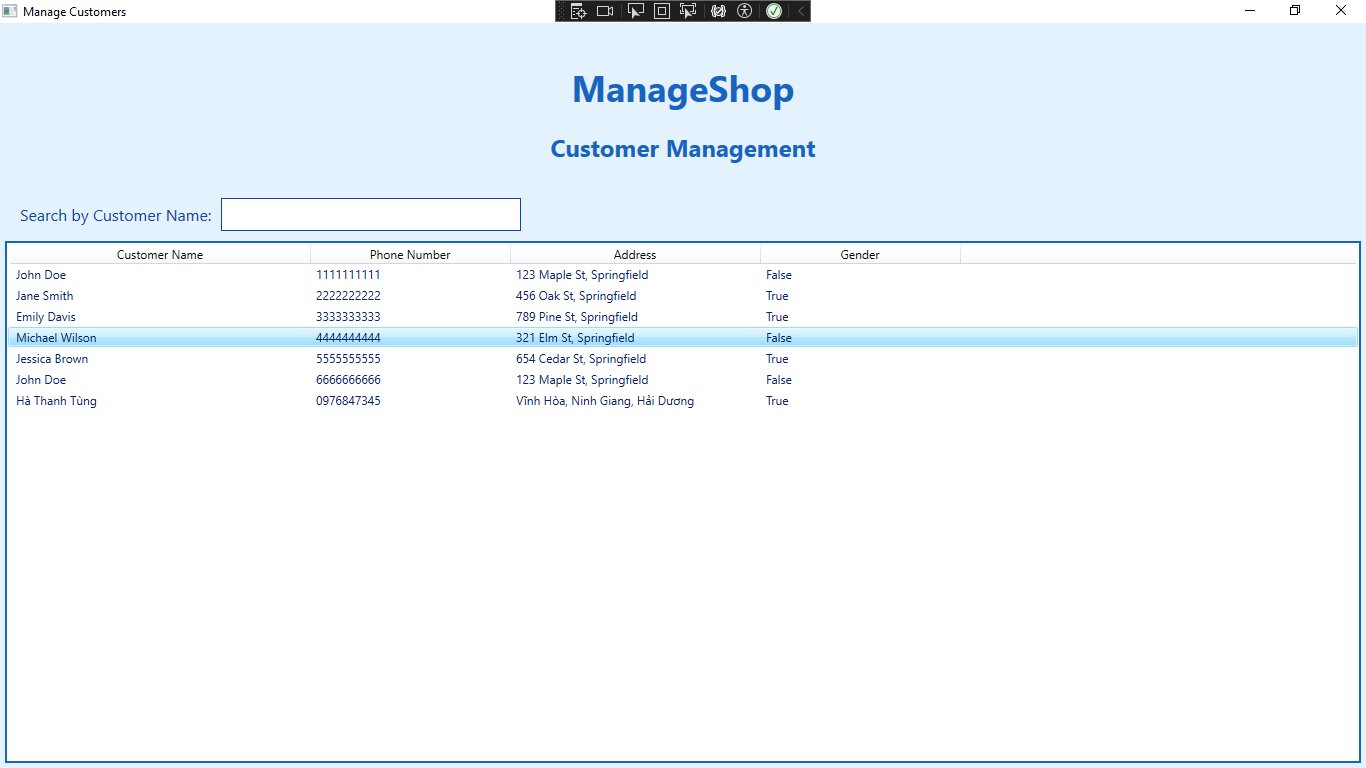 Manage Customers
ManageShop
Customer Management
Search by Customer Name:
Customer Name Phone Number Address Gender
John Doe 1111111111 123 Maple St, Springfield False
Jane Smith 2222222222 456 Oak St, Springfield True
Emily Davis 3333333333 789 Pine St, Springfield True
Michael Wilson 4444444444 321 Elm St, Springfield False
Jessica Brown 5555555555 654 Cedar St, Springfield True
John Doe 6666666666 123 Maple St, Springfield False
Hà Thanh Tùng 0976847345 Vĩnh Hòa, Ninh Giang, Hải Dương True